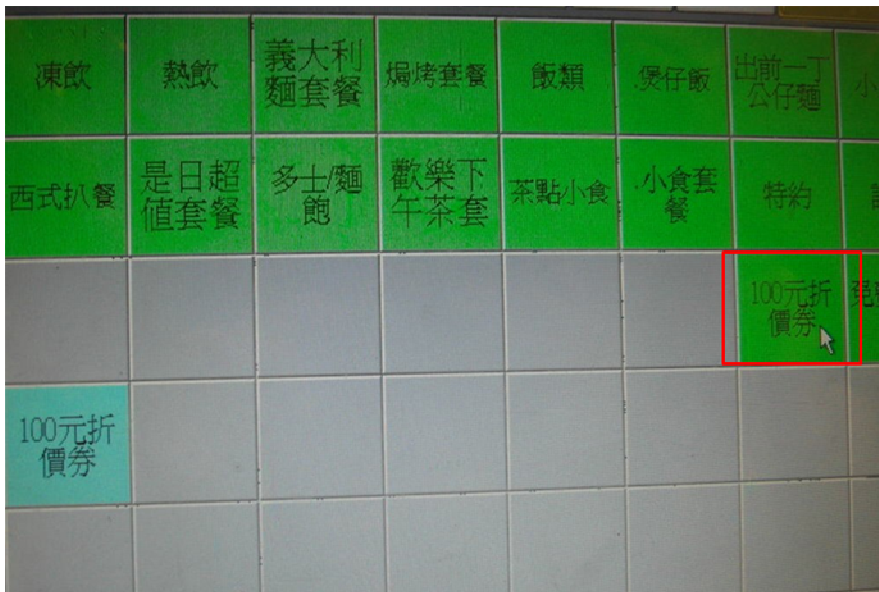 凍飲
熱飲
義大利
麵套餐
焗烤套餐
飯類
.煲仔飯
出前一丁
公仔麵
小
西式扒餐
是日超
值套餐
多士/麵
飽
歡樂下
午茶套
茶點小食
.小食套
餐
特約
100元折
價券
免
100元折
價券